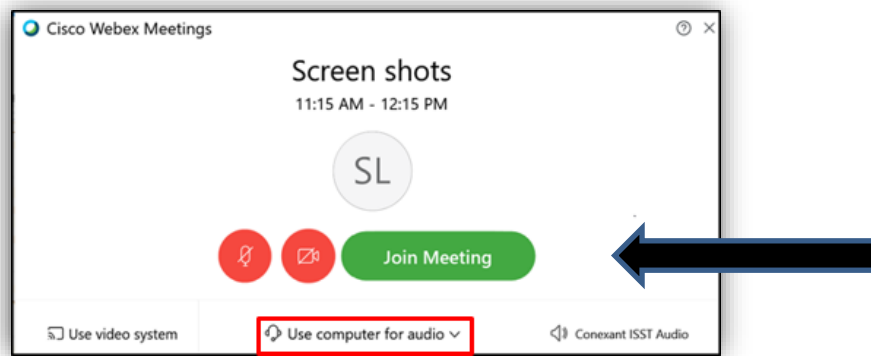 Cisco Webex Meetings
Screen shots
11:15 AM - 12:15 PM
SL
Join Meeting
Use video system
Use computer for audio
Conexant ISST Audio